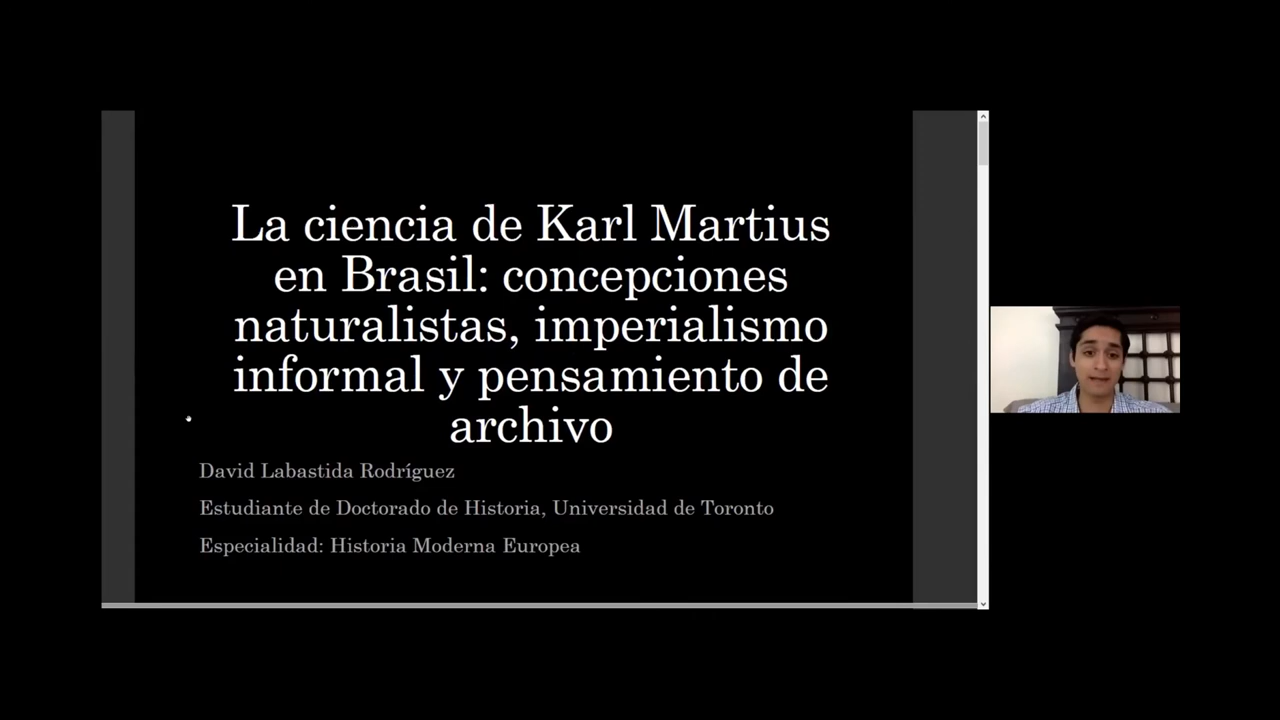 La ciencia de Karl Martius
en Brasil: concepciones
naturalistas, imperialismo
informal y pensamiento de
archivo
David Labastida Rodríguez
Estudiante de Doctorado de Historia, Universidad de Toronto
Especialidad: Historia Moderna Europea